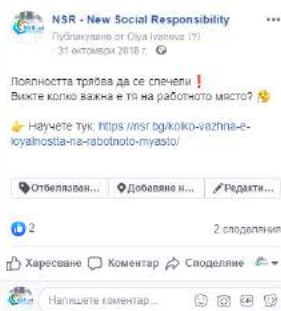 NSR - New Social Responsibility
Публикувано от Olya Ivanova (?)
· 31 октомври 2018 г. ·
Лоялността трябва да се спечели❗
Вижте колко важна е тя на работното място? 🤔
👉 Научете тук: https://nsr.bg/kolko-vazhna-e-
loyalnostta-na-rabotnoto-myasto/
Отбелязван...
Добавяне н...
Редакти...
2
2 споделяния
Харесване
Коментар
Споделяне
Напишете коментар...
GIF